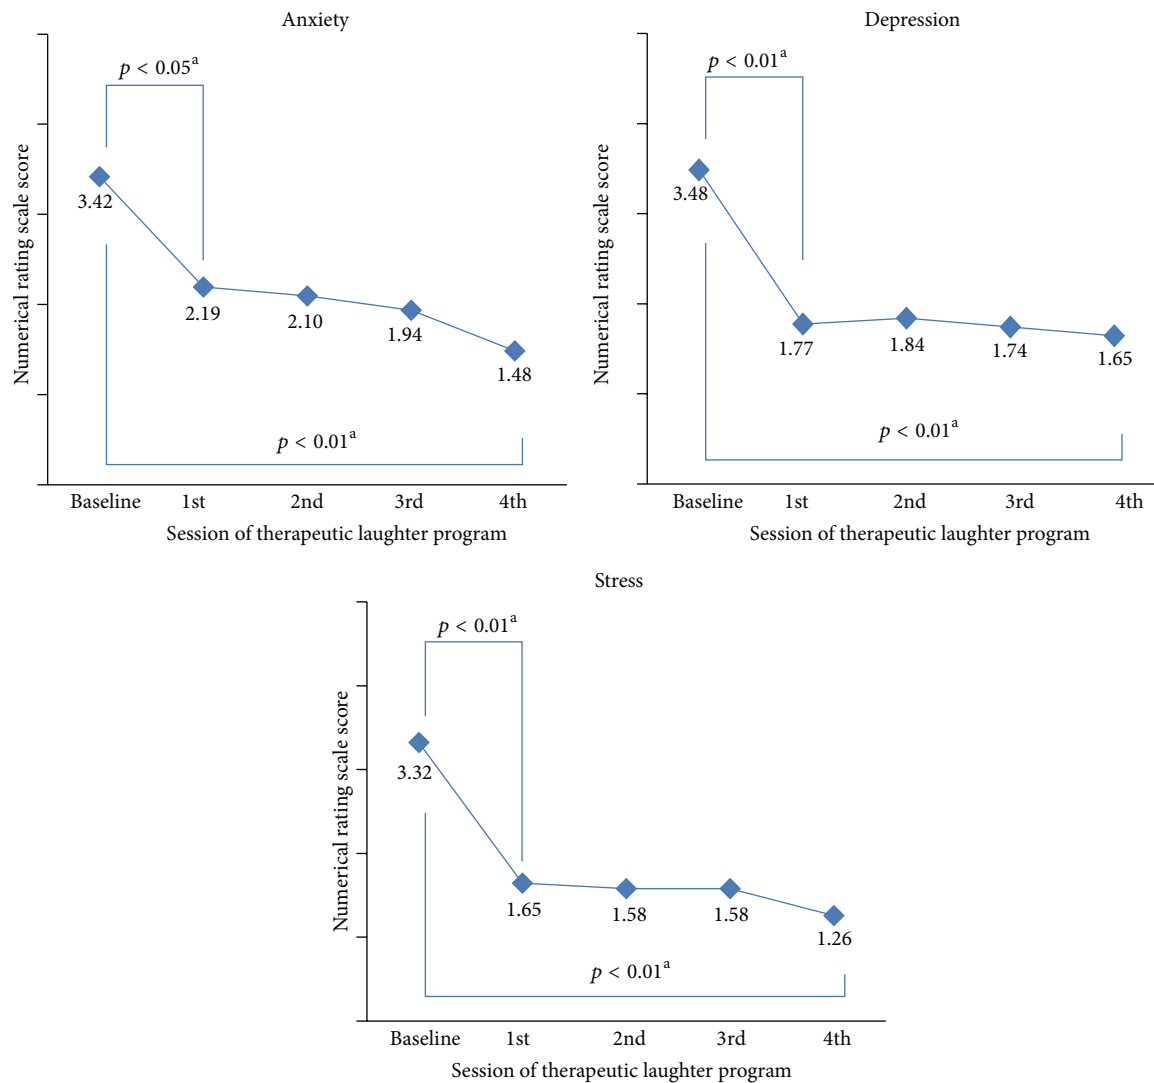 Anxiety
p < 0.05a
Numerical rating scale score
3.42
2.19
2.10
1.94
1.48
p < 0.01a
Baseline 1st 2nd 3rd 4th
Session of therapeutic laughter program
Depression
p < 0.01a
Numerical rating scale score
3.48
1.77
1.84
1.74
1.65
p < 0.01a
Baseline 1st 2nd 3rd 4th
Session of therapeutic laughter program
Stress
p < 0.01a
Numerical rating scale score
3.32
1.65
1.58
1.58
1.26
p < 0.01a
Baseline 1st 2nd 3rd 4th
Session of therapeutic laughter program